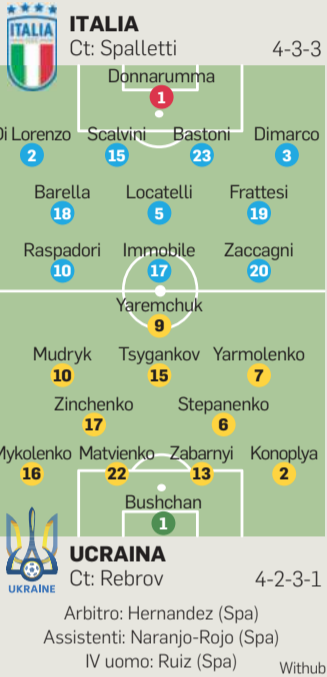 ITALIA
ITALIA
Ct: Spalletti 4-3-3
Donnarumma
1
Di Lorenzo Scalvini Bastoni Dimarco
2 15 23 3
Barella Locatelli Frattesi
18 5 19
Raspadori Immobile Zaccagni
10 17 20
Yaremchuk
9
Mudryk Tsygankov Yarmolenko
10 15 7
Zinchenko Stepanenko
17 6
Mykolenko Matvienko Zabarnyi Konoplya
16 22 13 2
Bushchan
1
UCRAINA
Ct: Rebrov 4-2-3-1
UKRAINE
Arbitro: Hernandez (Spa)
Assistenti: Naranjo-Rojo (Spa)
IV uomo: Ruiz (Spa)
Withub